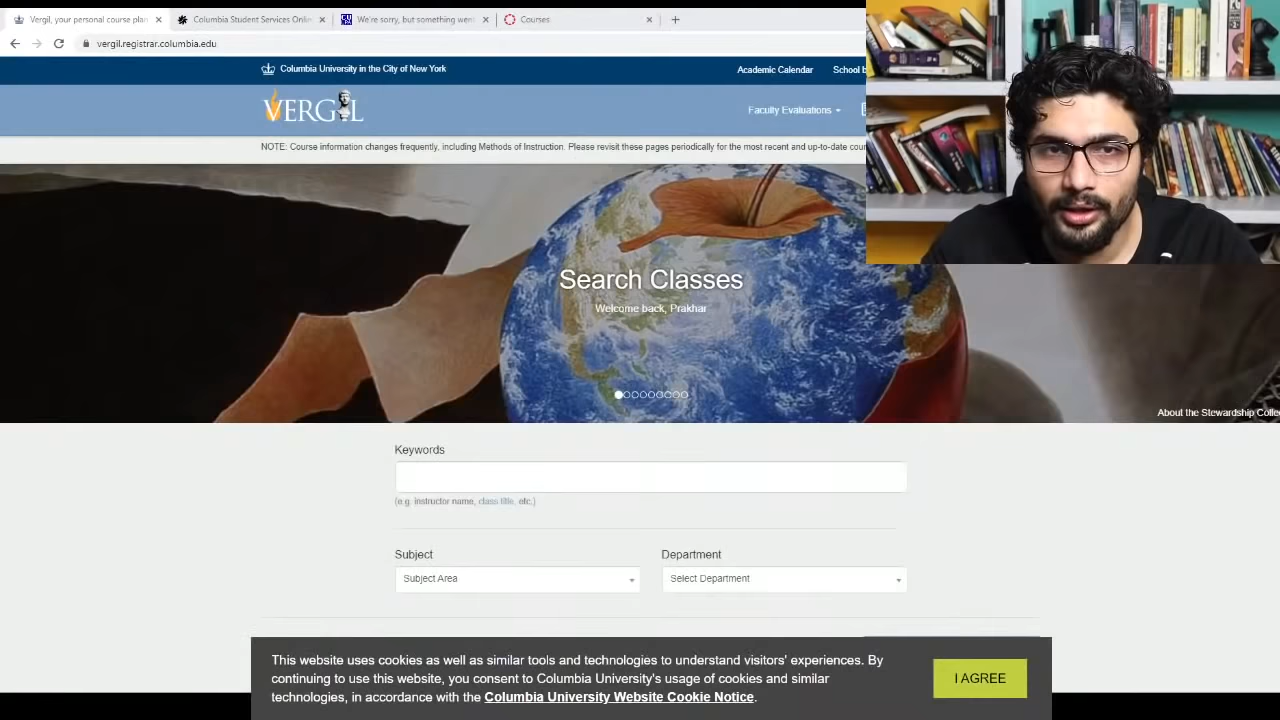 Vergil, your personal course plan
Columbia Student Services Onlin
We're sorry, but something went
Courses
vergil.registrar.columbia.edu
Columbia University in the City of New York
Academic Calendar
School b
VERGIL
Faculty Evaluations
NOTE: Course information changes frequently, including Methods of Instruction. Please revisit these pages periodically for the most recent and up-to-date cour
Search Classes
Welcome back, Prakhar
About the Stewardship Colle
Keywords
(e.g. instructor name, class title, etc.)
Subject
Department
Subject Area
Select Department
This website uses cookies as well as similar tools and technologies to understand visitors' experiences. By
continuing to use this website, you consent to Columbia University's usage of cookies and similar
technologies, in accordance with the Columbia University Website Cookie Notice.
I AGREE